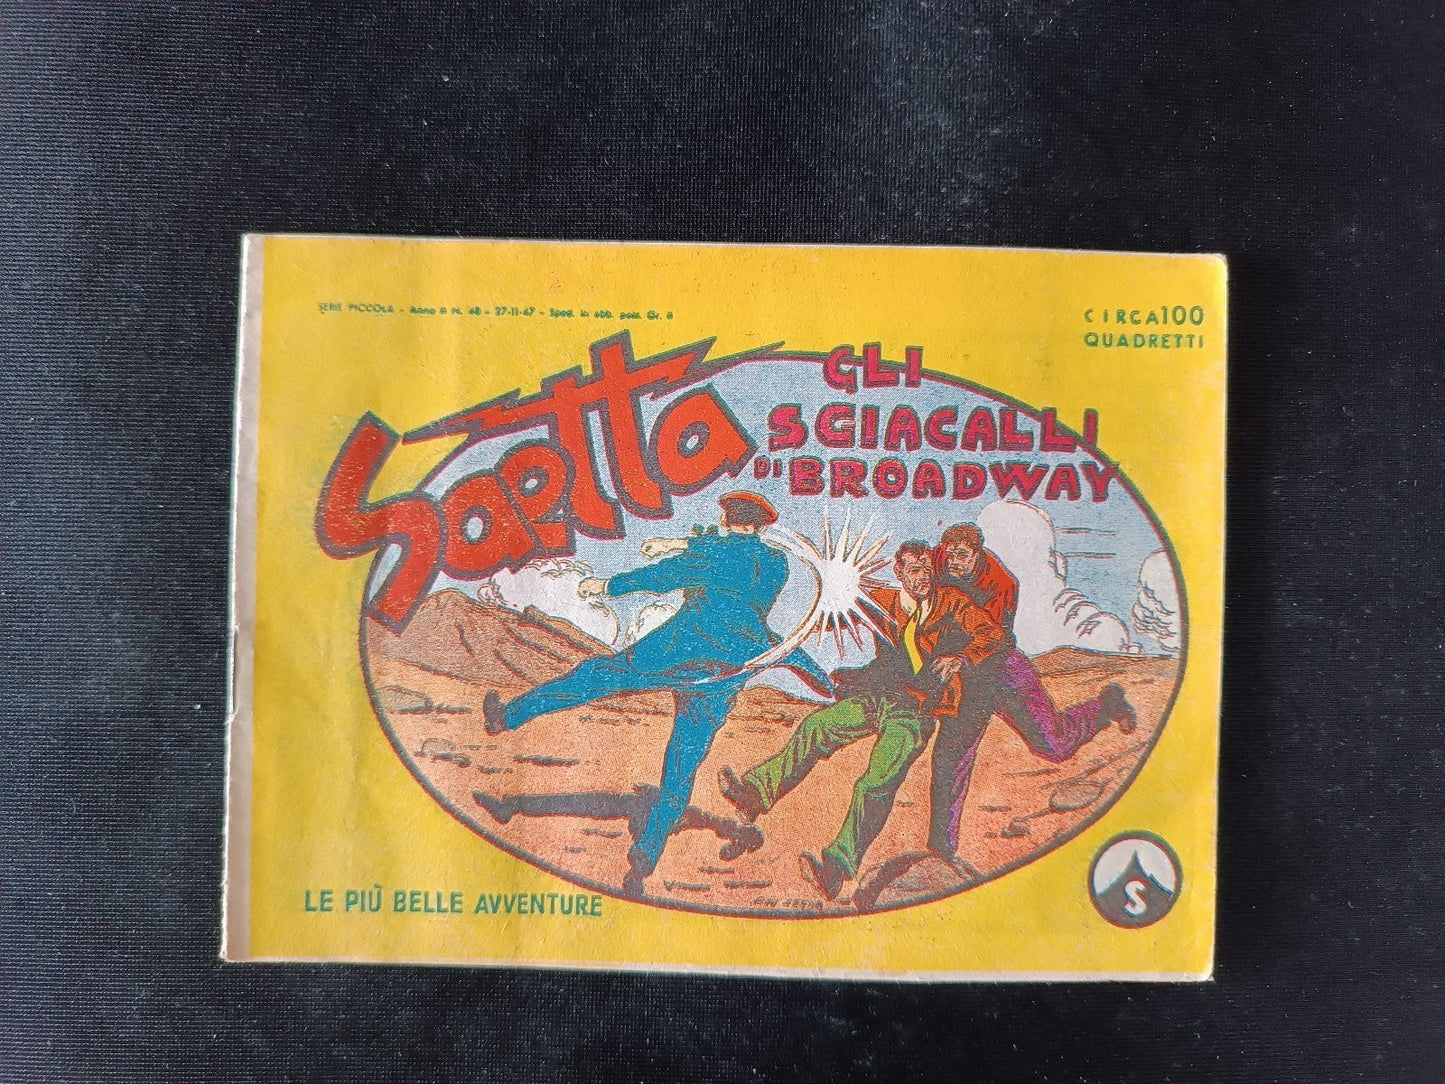 SERIE PICCOLA - Anno II N. 48 - 27-11-47 - Sped. in abb. post. Gr. II
CIRCA 100
QUADRETTI
Saetta
GLI
SCIACALLI
DI BROADWAY
LE PIÙ BELLE AVVENTURE
S